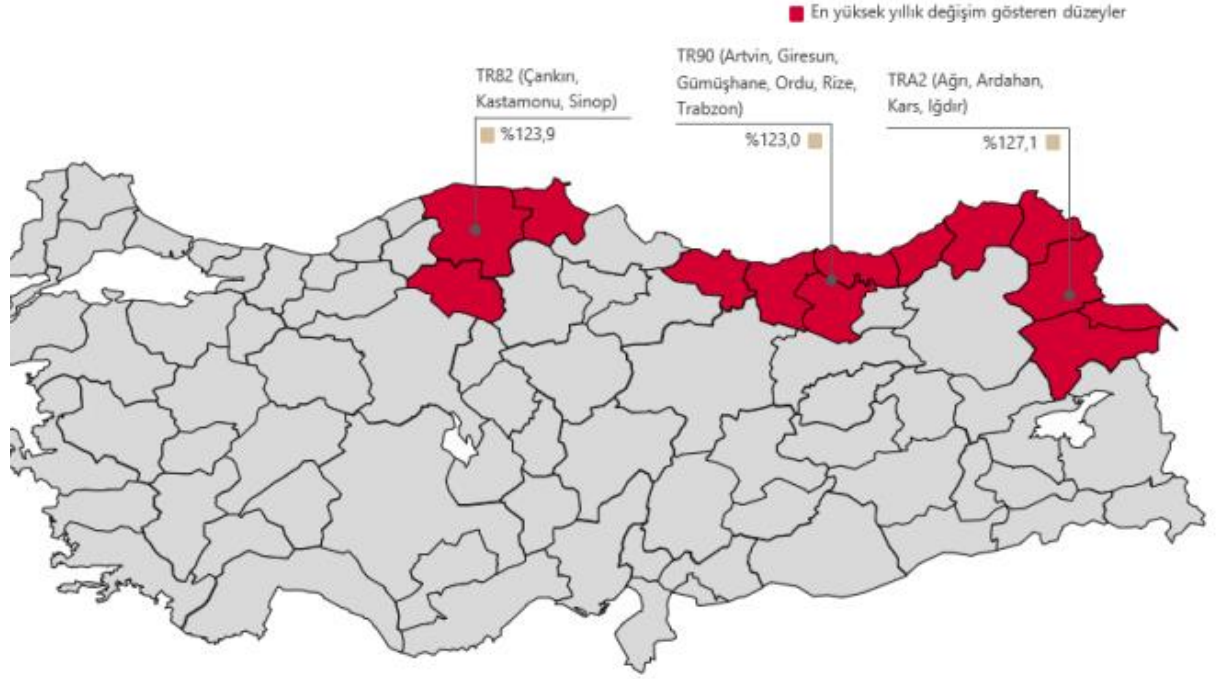 En yüksek yıllık değişim gösteren düzeyler
TR82 (Çankırı,
Kastamonu, Sinop)
%123,9
TR90 (Artvin, Giresun,
Gümüşhane, Ordu, Rize,
Trabzon)
%123,0
TRA2 (Ağrı, Ardahan,
Kars, Iğdır)
%127,1